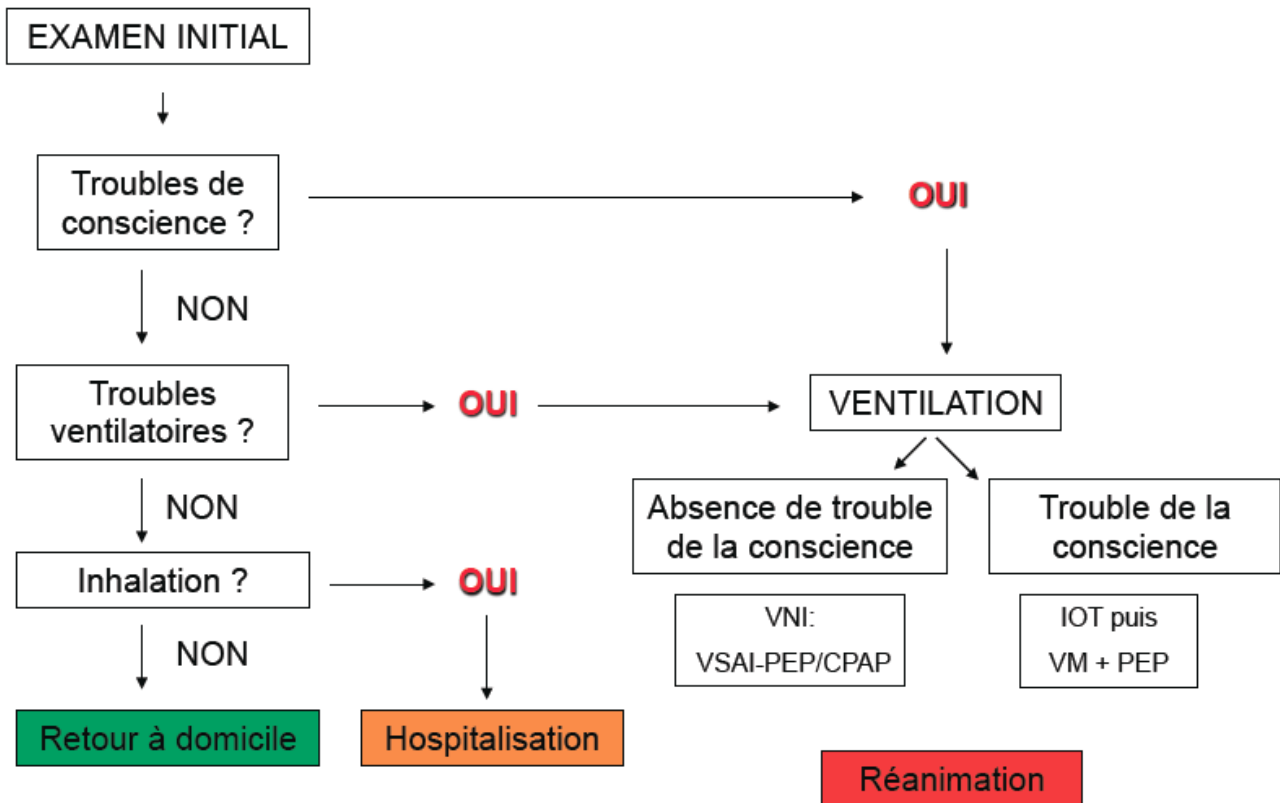 EXAMEN INITIAL
Troubles de
conscience ?
OUI
NON
Troubles
ventilatoires ?
OUI
VENTILATION
NON
Absence de trouble
de la conscience
Trouble de la
conscience
Inhalation ?
OUI
VNI:
VSAI-PEP/CPAP
IOT puis
VM + PEP
NON
Retour à domicile
Hospitalisation
Réanimation